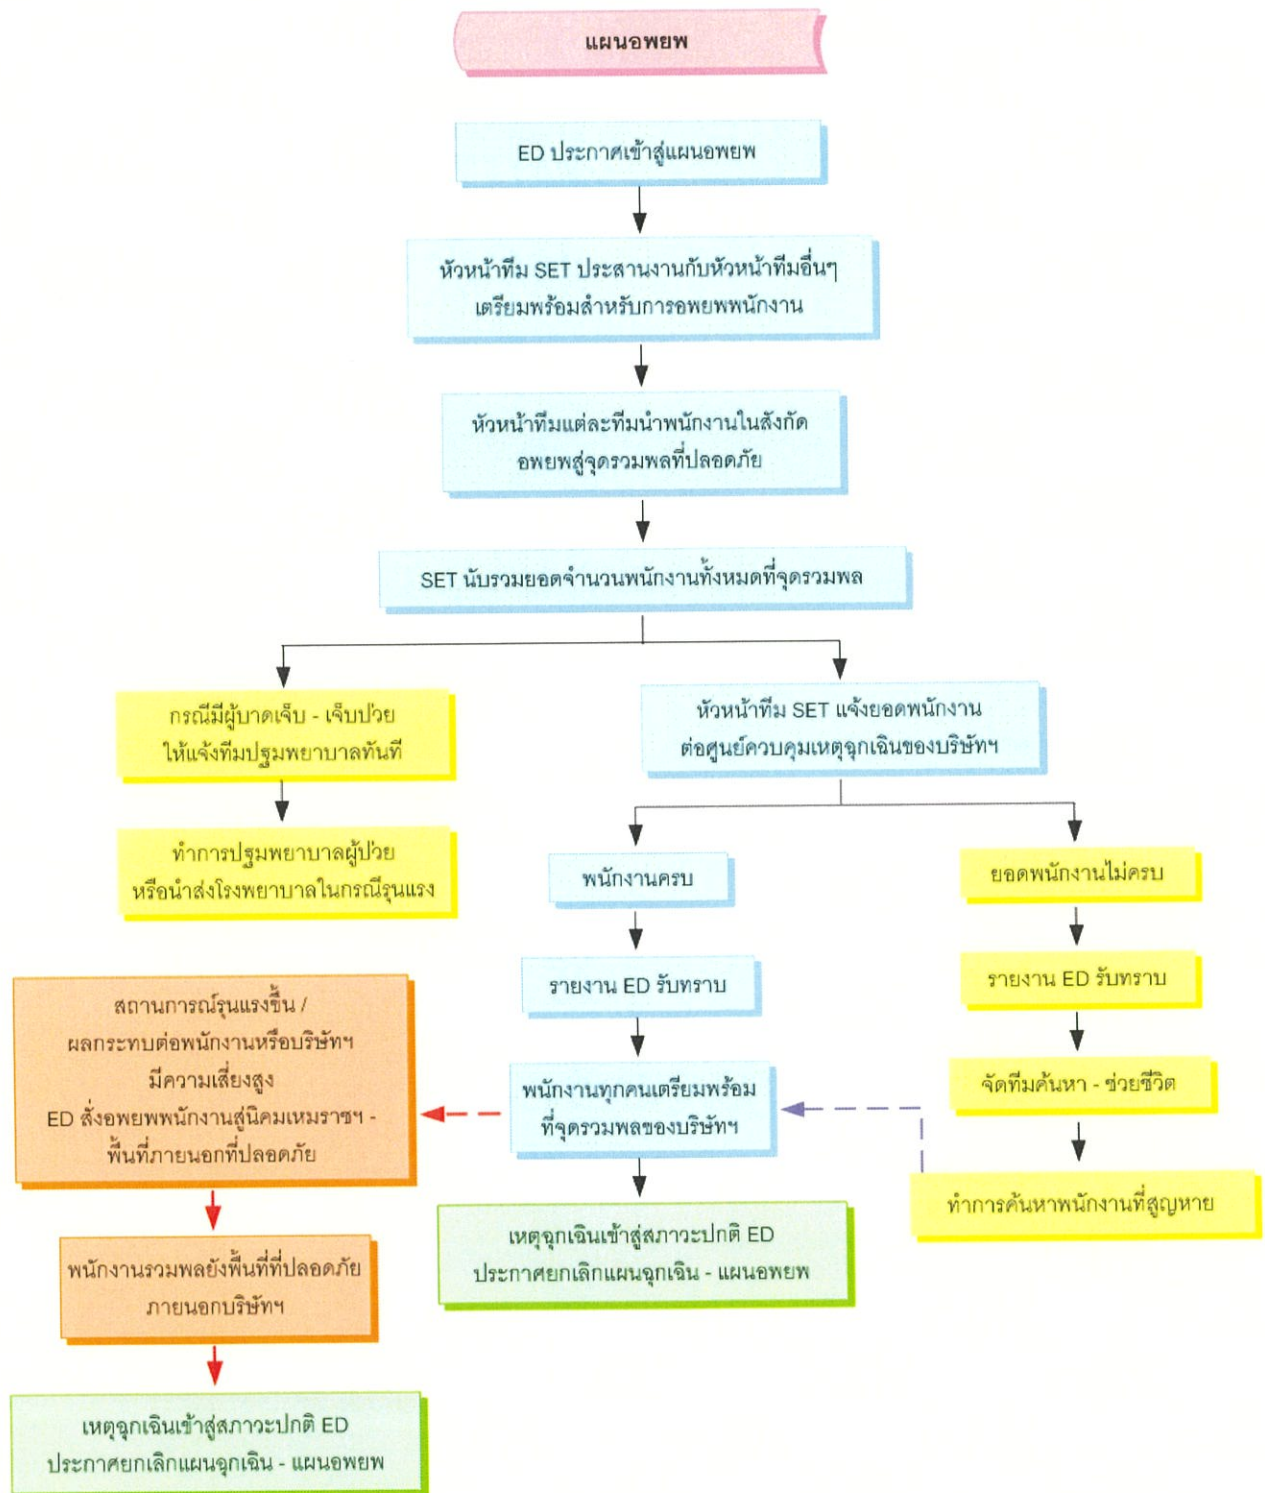 แผนอพยพ
ED ประกาศเข้าสู่แผนอพยพ
หัวหน้าทีม SET ประสานงานกับหัวหน้าทีมอื่นๆ
เตรียมพร้อมสำหรับการอพยพพนักงาน
หัวหน้าทีมแต่ละทีมนำพนักงานในสังกัด
อพยพสู่จุดรวมพลที่ปลอดภัย
SET นับรวมยอดจำนวนพนักงานทั้งหมดที่จุดรวมพล
กรณีมีผู้บาดเจ็บ - เจ็บป่วย
ให้แจ้งทีมปฐมพยาบาลทันที
ทำการปฐมพยาบาลผู้ป่วย
หรือนำส่งโรงพยาบาลในกรณีรุนแรง
หัวหน้าทีม SET แจ้งยอดพนักงาน
ต่อศูนย์ควบคุมเหตุฉุกเฉินของบริษัทฯ
พนักงานครบ
รายงาน ED รับทราบ
พนักงานทุกคนเตรียมพร้อม
ที่จุดรวมพลของบริษัทฯ
เหตุฉุกเฉินเข้าสู่สภาวะปกติ ED
ประกาศยกเลิกแผนฉุกเฉิน - แผนอพยพ
ยอดพนักงานไม่ครบ
รายงาน ED รับทราบ
จัดทีมค้นหา - ช่วยชีวิต
ทำการค้นหาพนักงานที่สูญหาย
สถานการณ์รุนแรงขึ้น /
ผลกระทบต่อพนักงานหรือบริษัทฯ
มีความเสี่ยงสูง
ED สั่งอพยพพนักงานสู่นิคมเหมราชฯ -
พื้นที่ภายนอกที่ปลอดภัย
พนักงานรวมพลยังพื้นที่ที่ปลอดภัย
ภายนอกบริษัทฯ
เหตุฉุกเฉินเข้าสู่สภาวะปกติ ED
ประกาศยกเลิกแผนฉุกเฉิน - แผนอพยพ